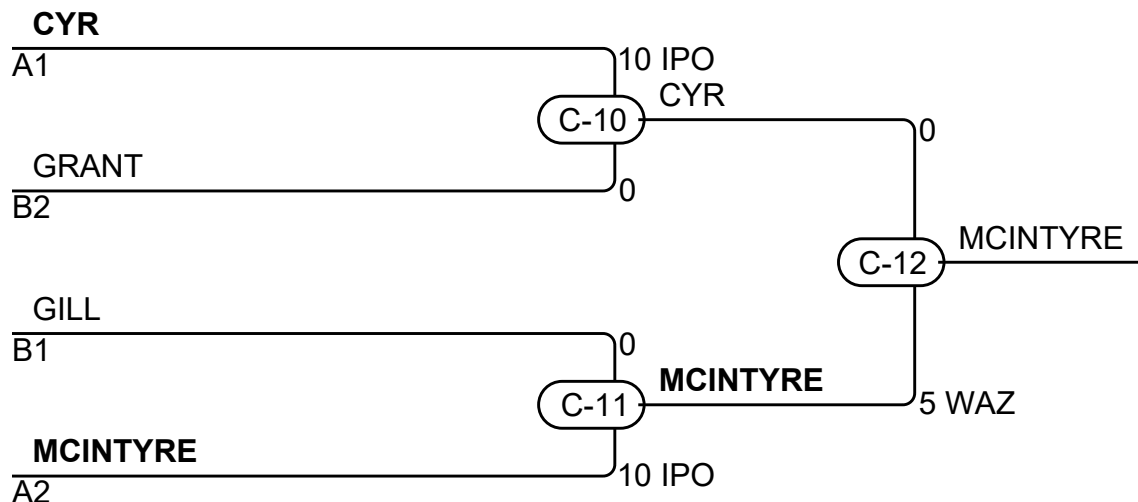 CYR
A1
10 IPO
CYR
C-10
0
GRANT
B2
0
MCINTYRE
C-12
GILL
B1
0
MCINTYRE
C-11
5 WAZ
MCINTYRE
A2
10 IPO